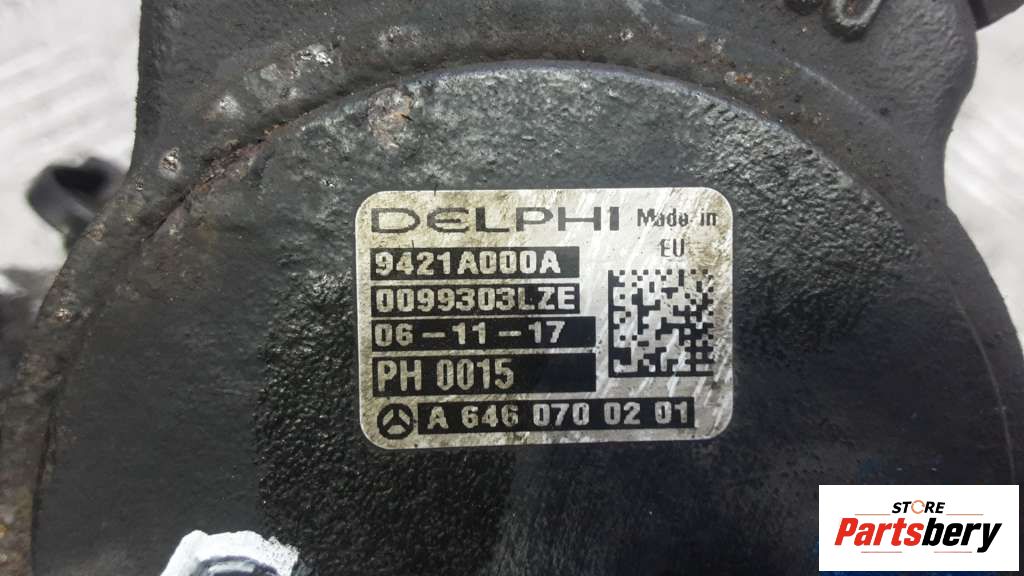 DELPHI Made in
EU
9421A000A
0099303LZE
06-11-17
PH 0015
A 646 070 02 01
STORE
Partsbery